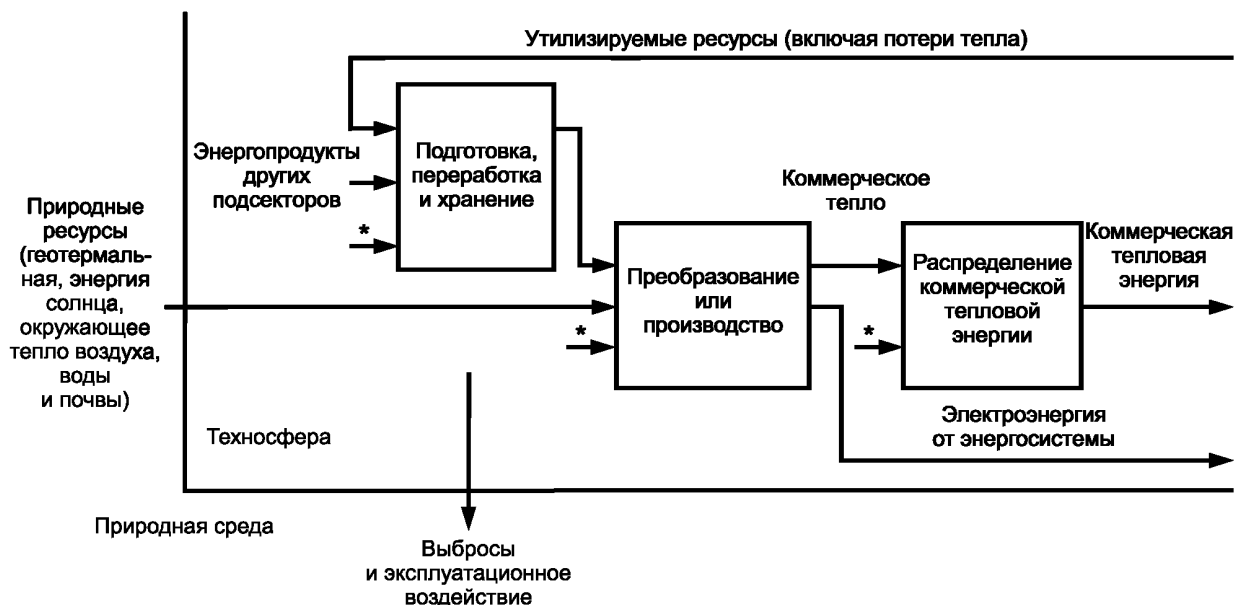 Утилизируемые ресурсы (включая потери тепла)
Энергопродукты
других
подсекторов
*
Подготовка,
переработка
и хранение
Природные
ресурсы
(геотермаль-
ная, энергия
солнца,
окружающее
тепло воздуха,
воды
и почвы)
*
Преобразование
или
производство
Коммерческое
тепло
*
Распределение
коммерческой
тепловой
энергии
Коммерческая
тепловая
энергия
Электроэнергия
от энергосистемы
Техносфера
Природная среда
Выбросы
и эксплуатационное
воздействие